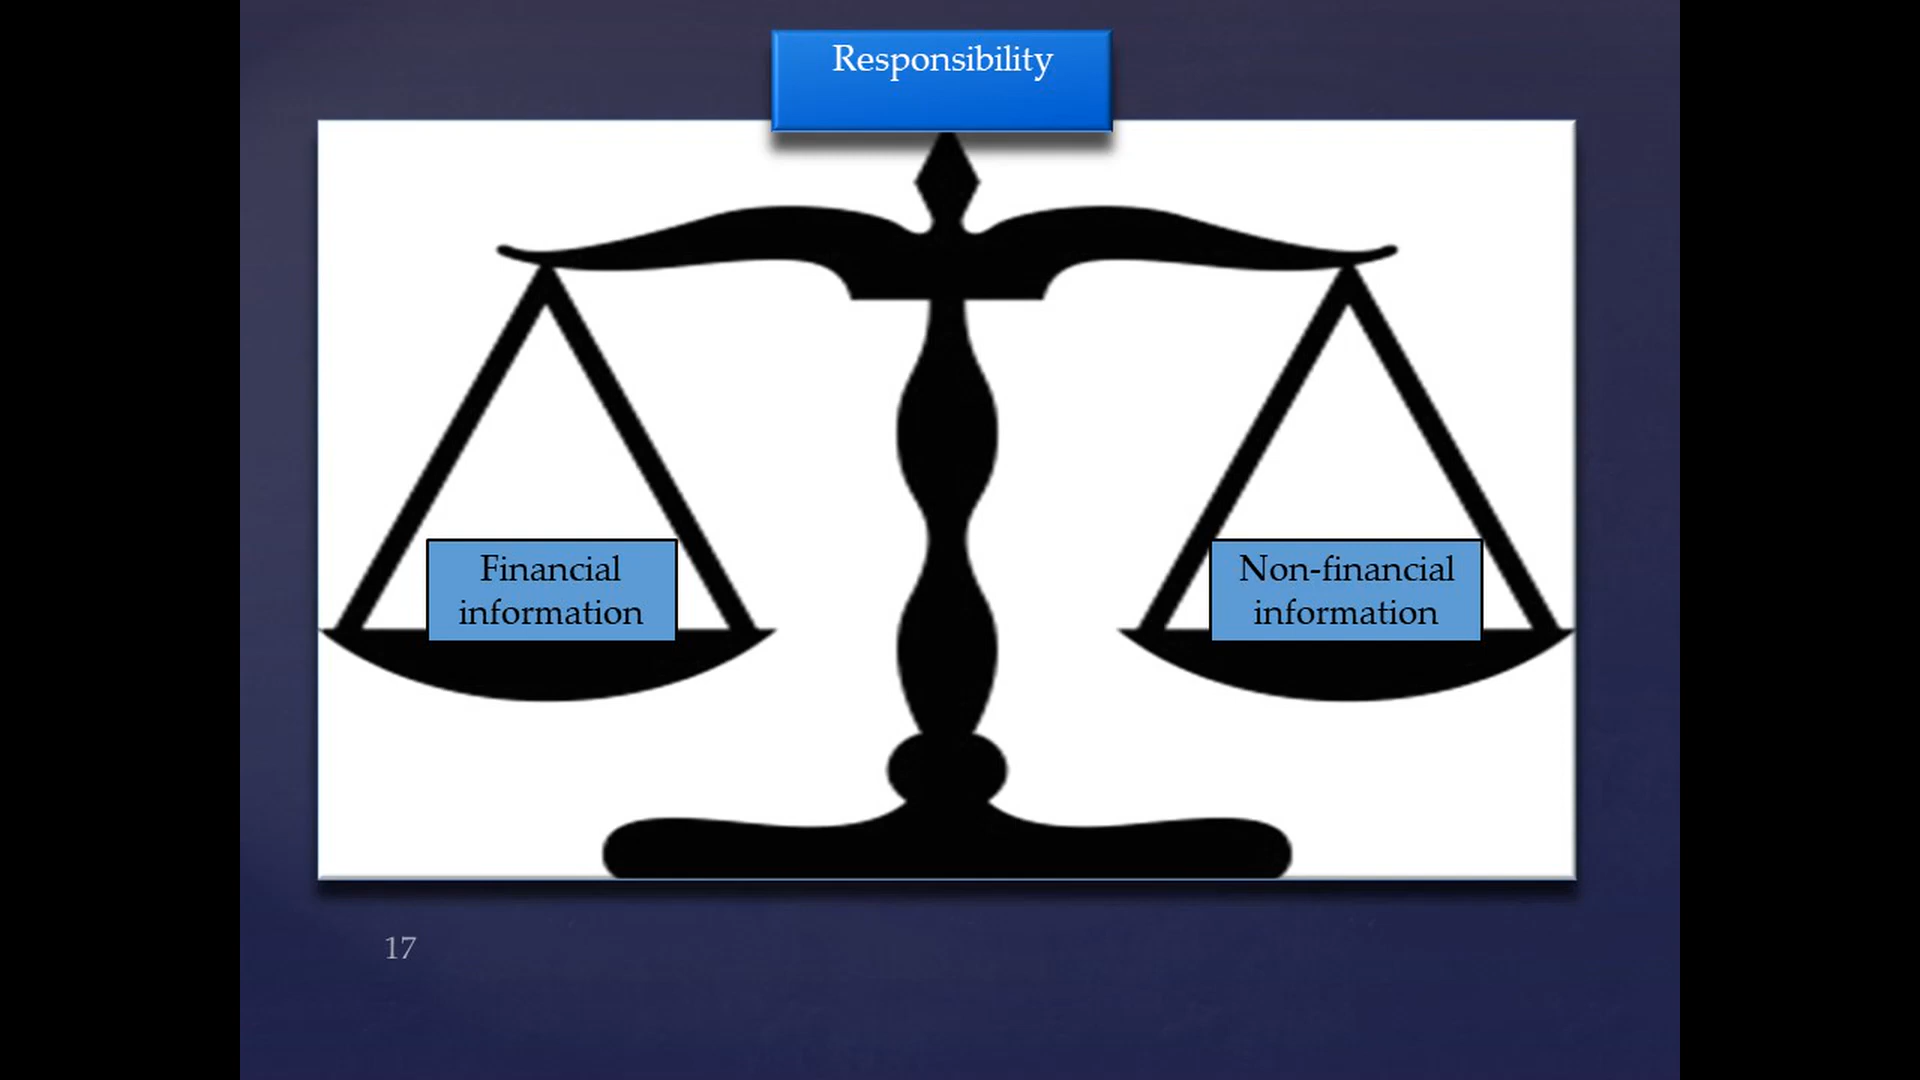 Responsibility
Financial
information
Non-financial
information
17